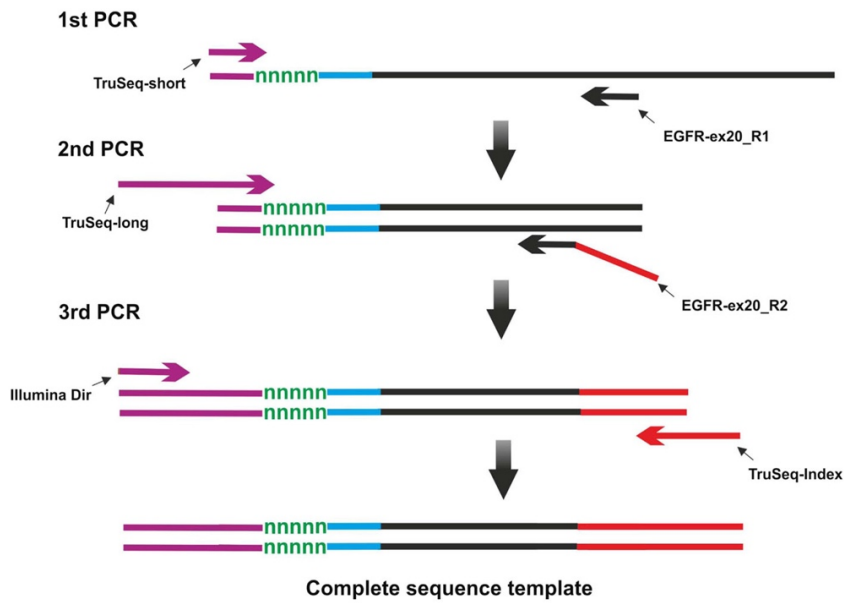 1st PCR
TruSeq-short
nnnnn
EGFR-ex20_R1
2nd PCR
TruSeq-long
nnnnn
nnnnn
EGFR-ex20_R2
3rd PCR
Illumina Dir
nnnnn
nnnnn
TruSeq-Index
nnnnn
nnnnn
Complete sequence template